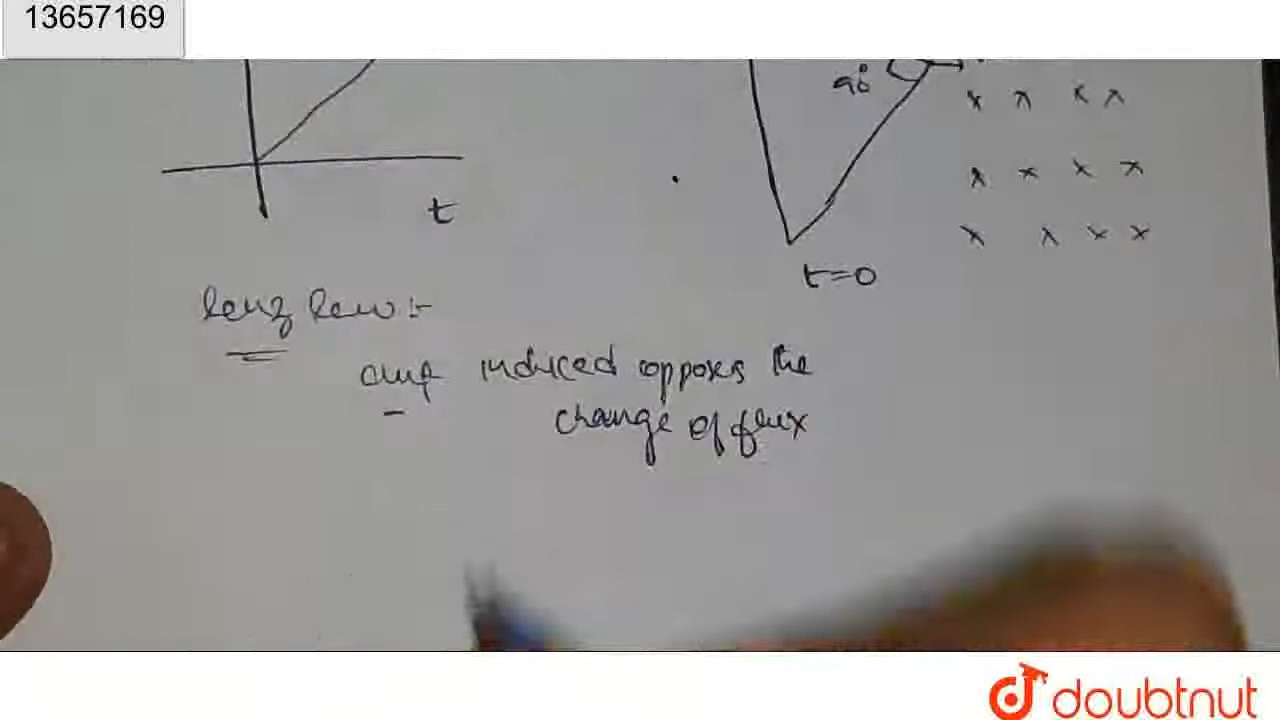 13657169
90°
t
t=0
lenz law :-
emf induced opposes the
change of flux
doubtnut